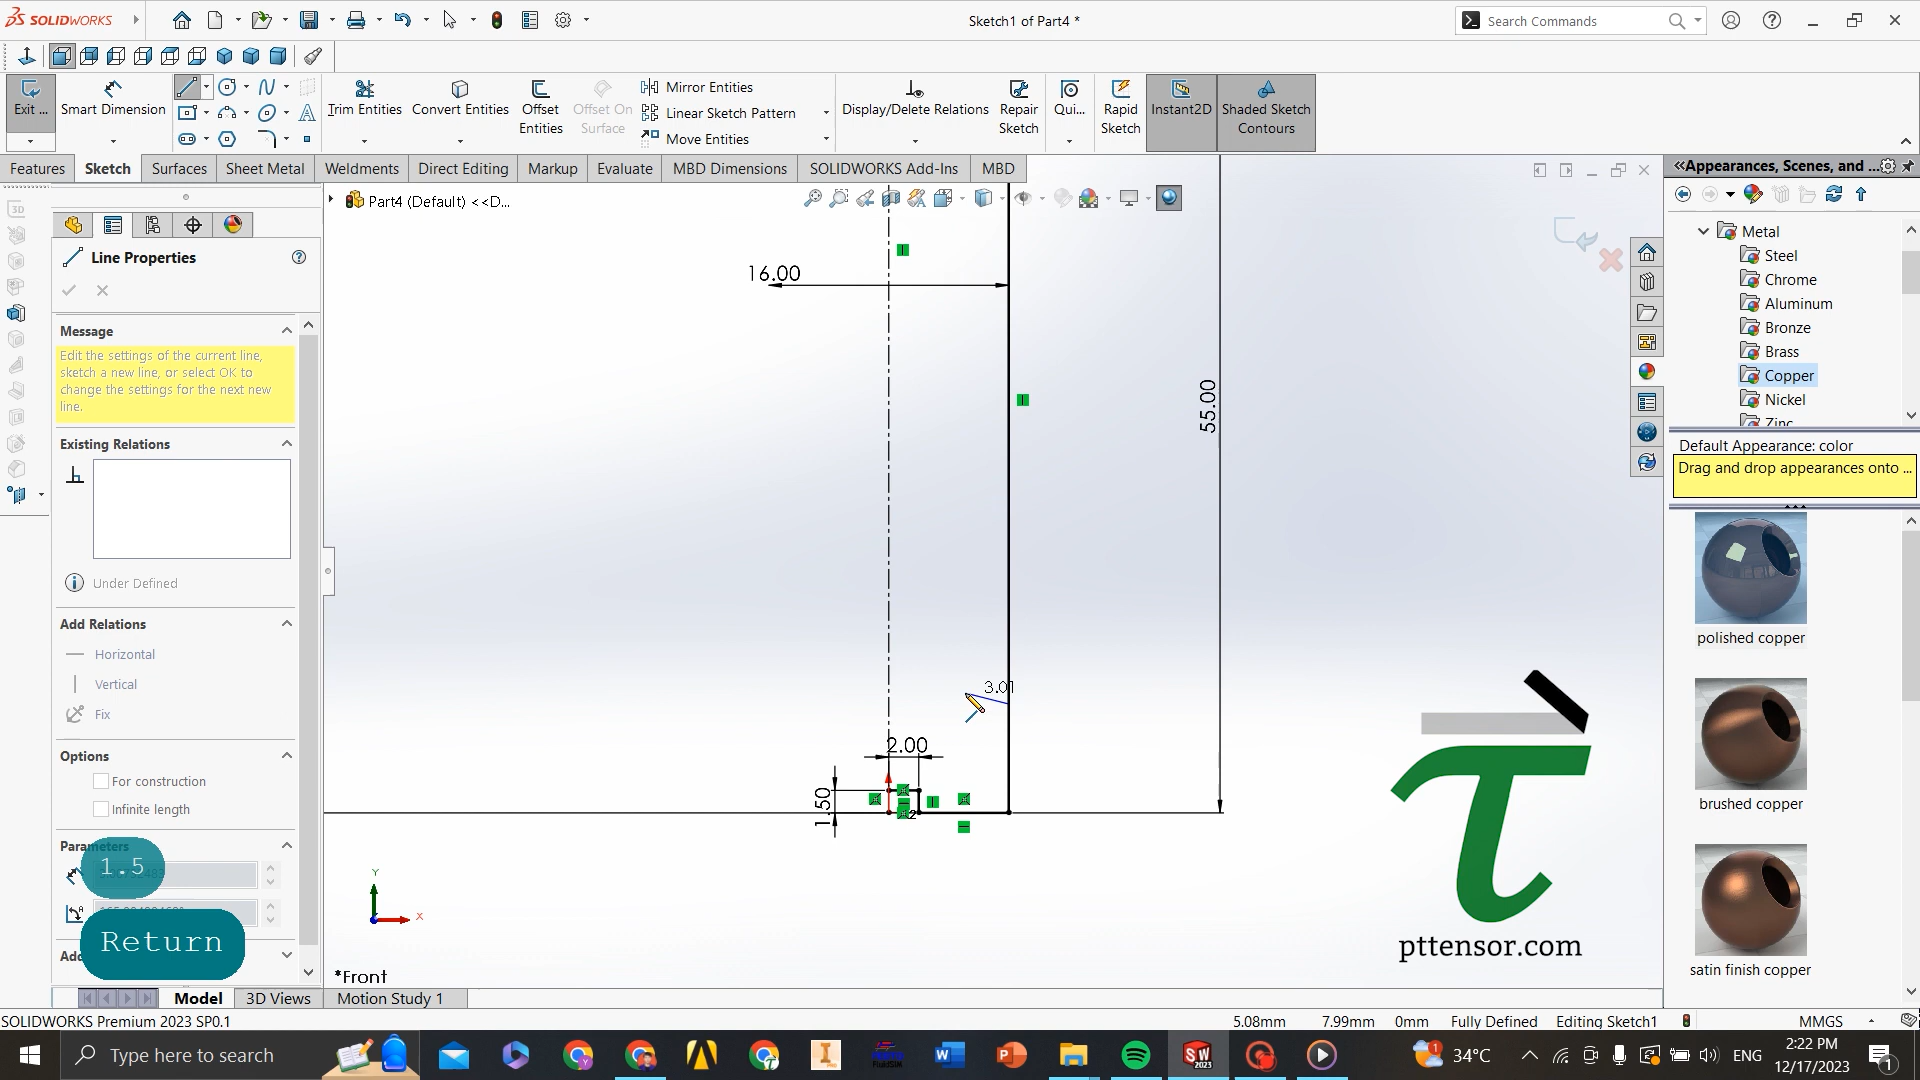 SOLIDWORKS
Sketch1 of Part4 *
Search Commands
Exit ...
Smart Dimension
Trim Entities
Convert Entities
Offset Entities
Offset On Surface
Mirror Entities
Linear Sketch Pattern
Move Entities
Display/Delete Relations
Repair Sketch
Qui...
Rapid Sketch
Instant2D
Shaded Sketch Contours
Features
Sketch
Surfaces
Sheet Metal
Weldments
Direct Editing
Markup
Evaluate
MBD Dimensions
SOLIDWORKS Add-Ins
MBD
Part4 (Default) <<D...
Line Properties
Message
Edit the settings of the current line,
sketch a new line, or select OK to
change the settings for the next new
line.
Existing Relations
Under Defined
Add Relations
Horizontal
Vertical
Fix
Options
For construction
Infinite length
Parameters
1.5
Return
16.00
55.00
3.01
2.00
1.50
2
Y
X
*Front
pttensor.com
«Appearances, Scenes, and ...
Metal
Steel
Chrome
Aluminum
Bronze
Brass
Copper
Nickel
Zinc
Default Appearance: color
Drag and drop appearances onto ...
polished copper
brushed copper
satin finish copper
Model
3D Views
Motion Study 1
SOLIDWORKS Premium 2023 SP0.1
5.08mm
7.99mm
0mm
Fully Defined
Editing Sketch1
MMGS
Type here to search
34°C
ENG
2:22 PM
12/17/2023